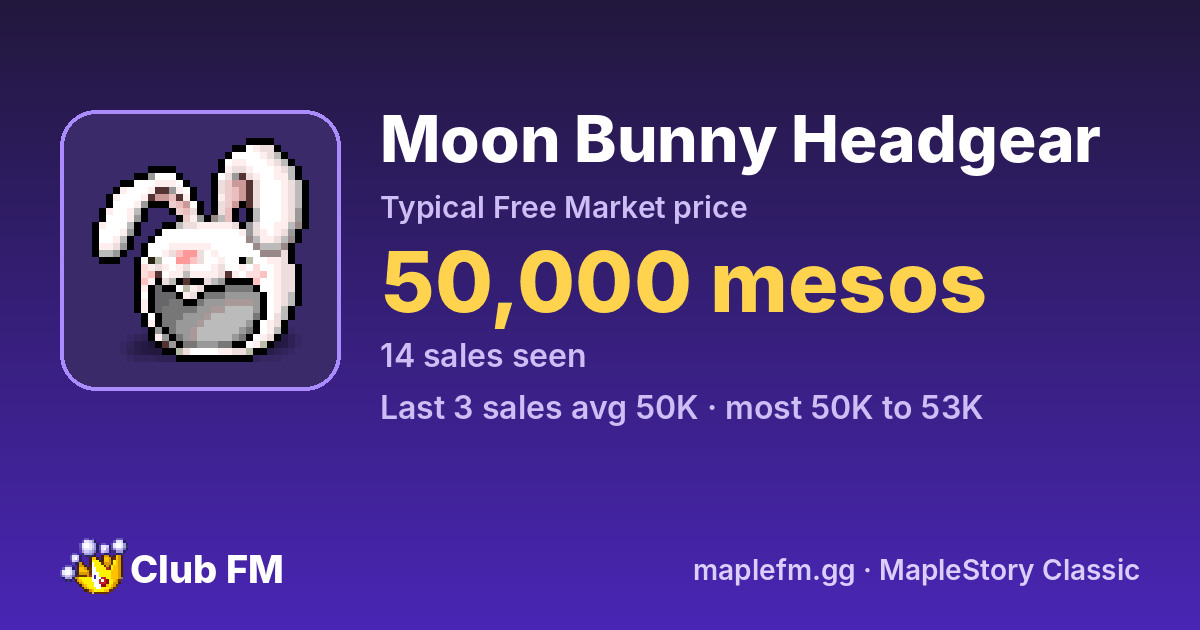 Moon Bunny Headgear
Typical Free Market price
50,000 mesos
14 sales seen
Last 3 sales avg 50K · most 50K to 53K
Club FM
maplefm.gg · MapleStory Classic